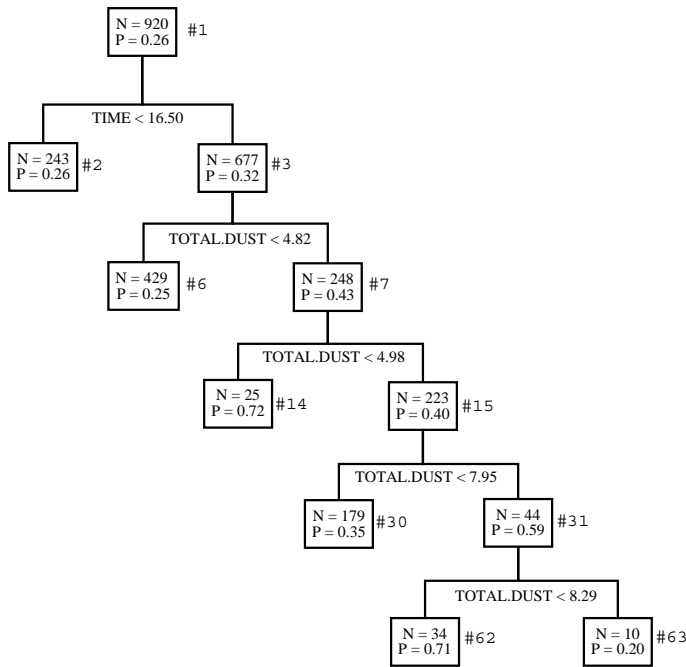 N = 920
P = 0.26
#1
TIME < 16.50
N = 243
P = 0.26
#2
N = 677
P = 0.32
#3
TOTAL.DUST < 4.82
N = 429
P = 0.25
#6
N = 248
P = 0.43
#7
TOTAL.DUST < 4.98
N = 25
P = 0.72
#14
N = 223
P = 0.40
#15
TOTAL.DUST < 7.95
N = 179
P = 0.35
#30
N = 44
P = 0.59
#31
TOTAL.DUST < 8.29
N = 34
P = 0.71
#62
N = 10
P = 0.20
#63